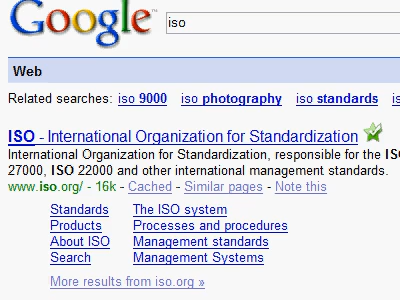 Google™
iso
Web
Related searches: iso 9000 iso photography iso standards is
ISO - International Organization for Standardization
International Organization for Standardization, responsible for the ISO
27000, ISO 22000 and other international management standards.
www.iso.org/ - 16k - Cached - Similar pages - Note this
Standards The ISO system
Products Processes and procedures
About ISO Management standards
Search Management Systems
More results from iso.org »